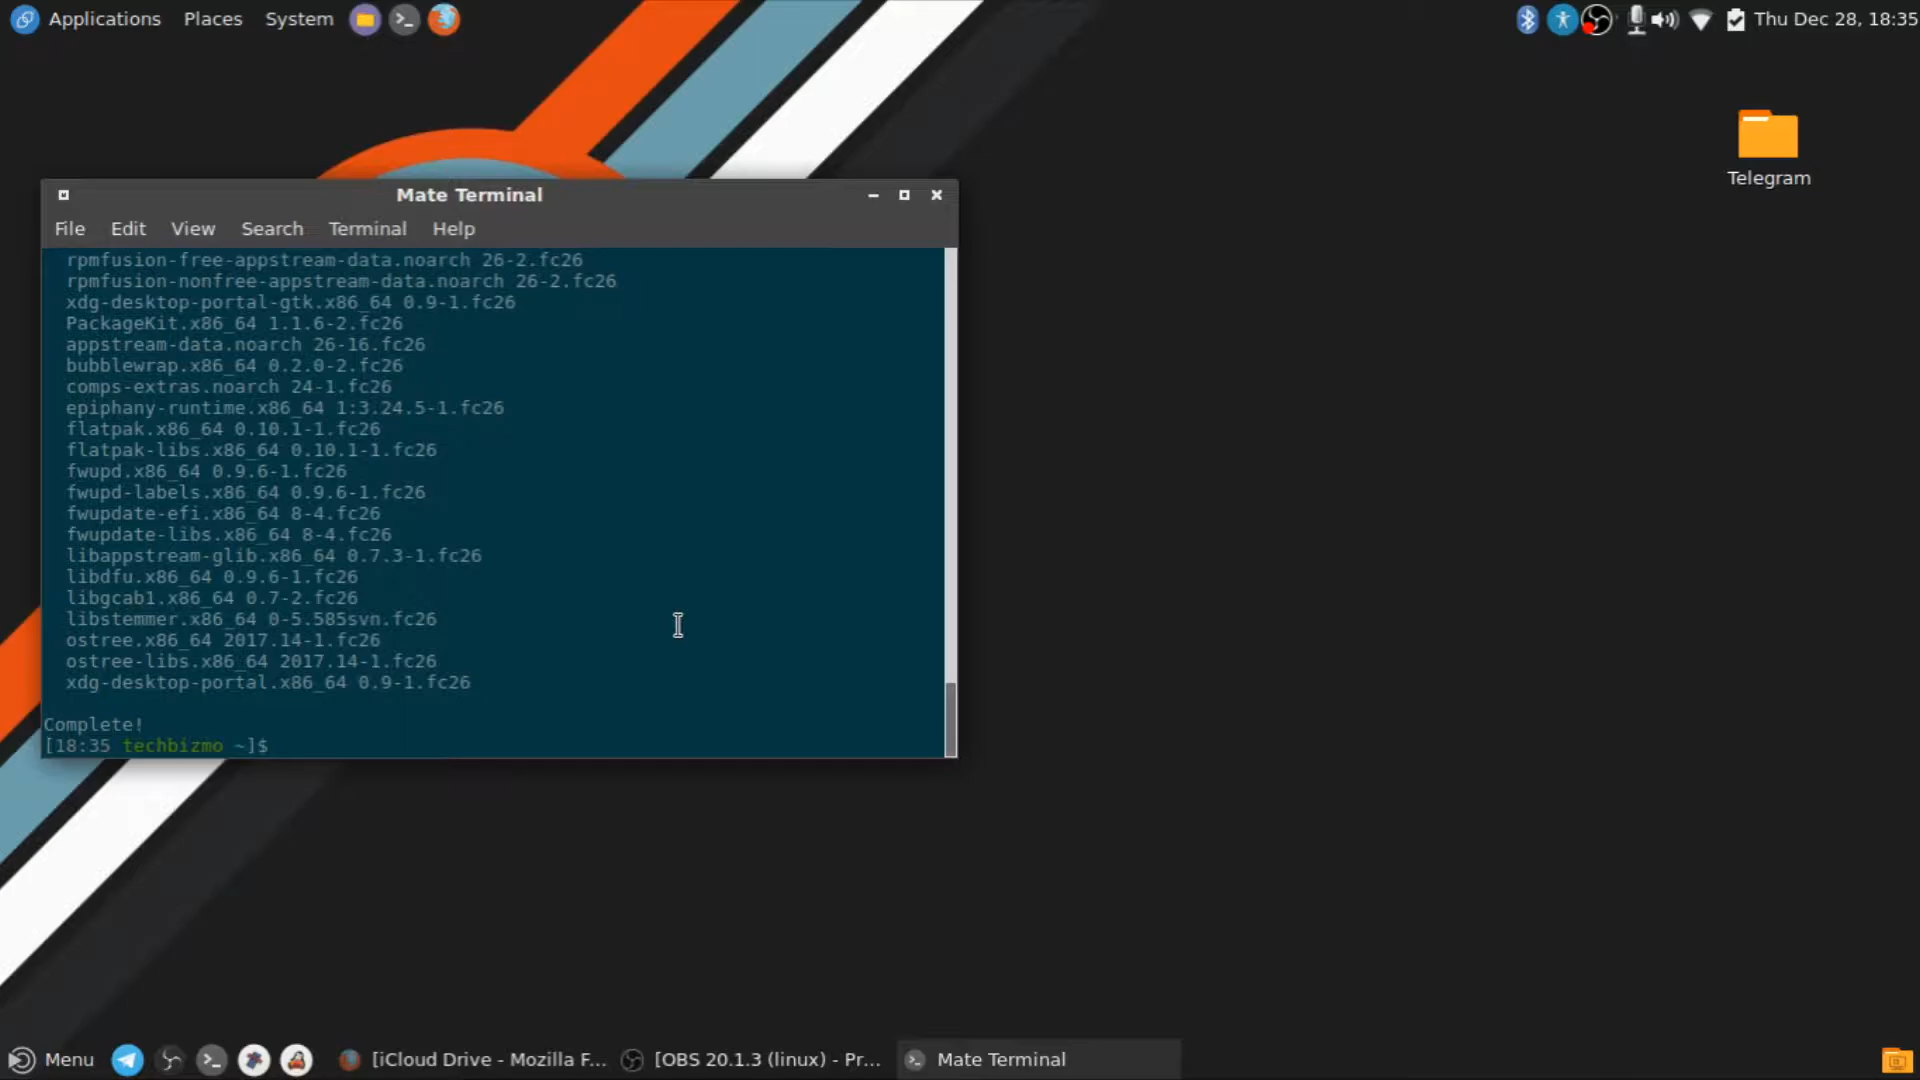 Applications Places System
Thu Dec 28, 18:35
Telegram
Mate Terminal
File Edit View Search Terminal Help
rpmfusion-free-appstream-data.noarch 26-2.fc26
rpmfusion-nonfree-appstream-data.noarch 26-2.fc26
xdg-desktop-portal-gtk.x86_64 0.9-1.fc26
PackageKit.x86_64 1.1.6-2.fc26
appstream-data.noarch 26-16.fc26
bubblewrap.x86_64 0.2.0-2.fc26
comps-extras.noarch 24-1.fc26
epiphany-runtime.x86_64 1:3.24.5-1.fc26
flatpak.x86_64 0.10.1-1.fc26
flatpak-libs.x86_64 0.10.1-1.fc26
fwupd.x86_64 0.9.6-1.fc26
fwupd-labels.x86_64 0.9.6-1.fc26
fwupdate-efi.x86_64 8-4.fc26
fwupdate-libs.x86_64 8-4.fc26
libappstream-glib.x86_64 0.7.3-1.fc26
libdfu.x86_64 0.9.6-1.fc26
libgcab1.x86_64 0.7-2.fc26
libstemmer.x86_64 0-5.585svn.fc26
ostree.x86_64 2017.14-1.fc26
ostree-libs.x86_64 2017.14-1.fc26
xdg-desktop-portal.x86_64 0.9-1.fc26
Complete!
[18:35 techbizmo ~]$
Menu [iCloud Drive - Mozilla F... [OBS 20.1.3 (linux) - Pr... Mate Terminal